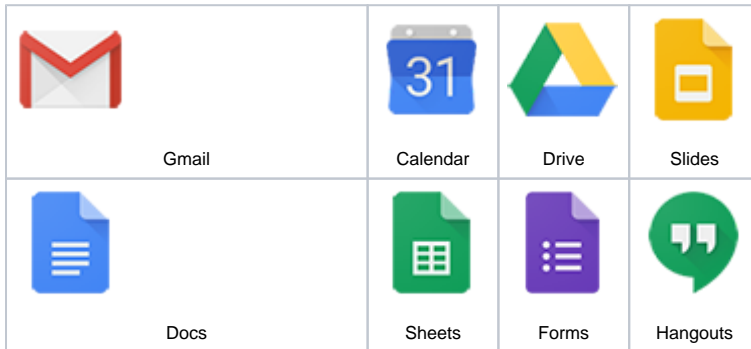 31
Gmail
Calendar
Drive
Slides
Docs
Sheets
Forms
Hangouts